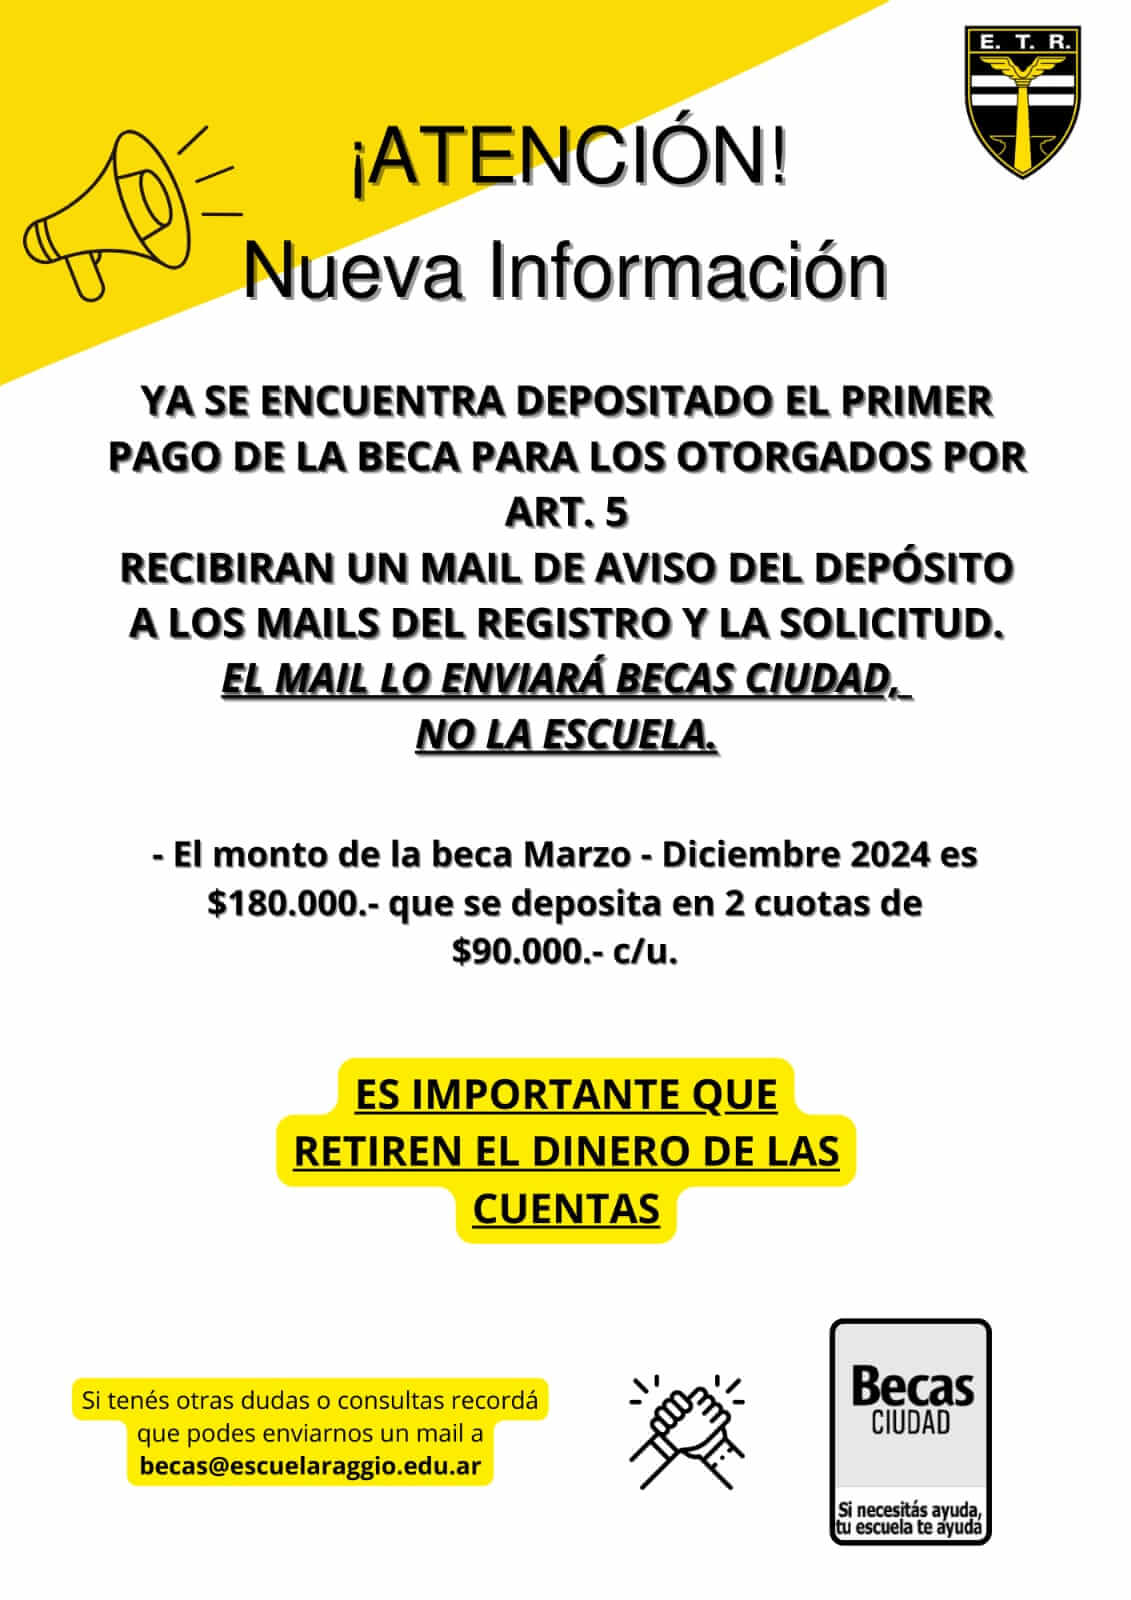 E. T. R.
¡ATENCIÓN!
Nueva Información
YA SE ENCUENTRA DEPOSITADO EL PRIMER
PAGO DE LA BECA PARA LOS OTORGADOS POR
ART. 5
RECIBIRAN UN MAIL DE AVISO DEL DEPÓSITO
A LOS MAILS DEL REGISTRO Y LA SOLICITUD.
EL MAIL LO ENVIARÁ BECAS CIUDAD,
NO LA ESCUELA.
- El monto de la beca Marzo - Diciembre 2024 es
$180.000.- que se deposita en 2 cuotas de
$90.000.- c/u.
ES IMPORTANTE QUE
RETIREN EL DINERO DE LAS
CUENTAS
Si tenés otras dudas o consultas recordá
que podes enviarnos un mail a
becas@escuelaraggio.edu.ar
Becas
CIUDAD
Si necesitás ayuda,
tu escuela te ayuda